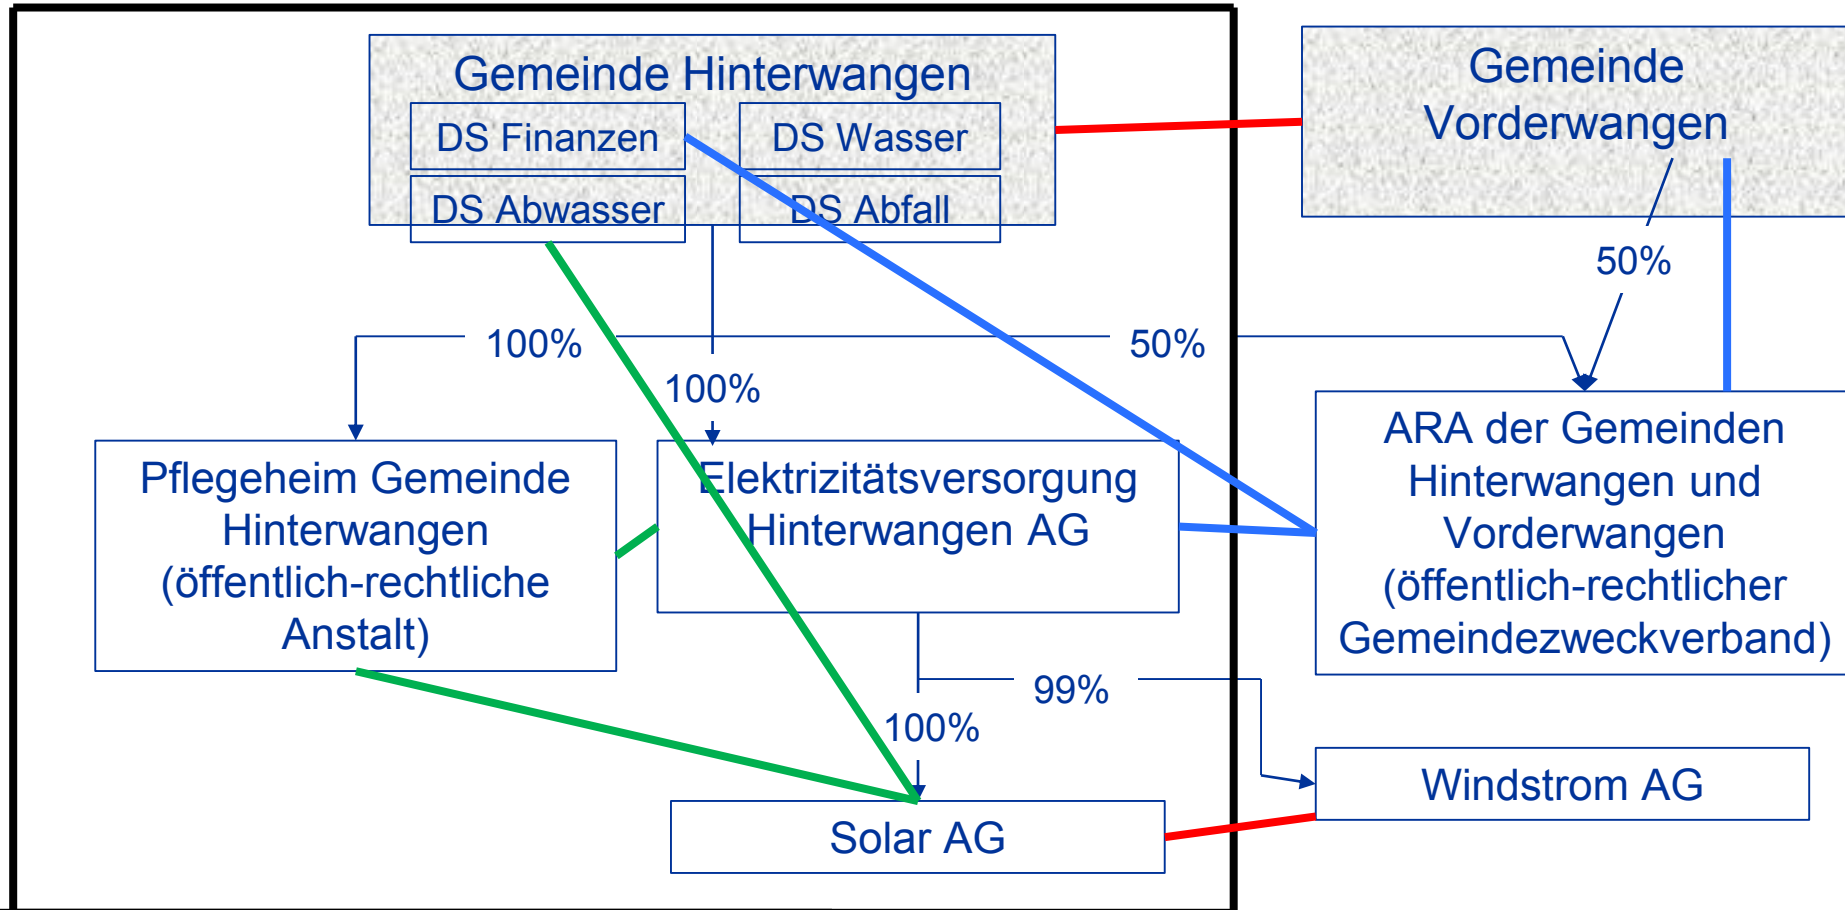 Gemeinde Hinterwangen
DS Finanzen
DS Wasser
DS Abwasser
DS Abfall
Gemeinde
Vorderwangen
50%
100%
50%
100%
Pflegeheim Gemeinde
Hinterwangen
(öffentlich-rechtliche
Anstalt)
Elektrizitätsversorgung
Hinterwangen AG
ARA der Gemeinden
Hinterwangen und
Vorderwangen
(öffentlich-rechtlicher
Gemeindezweckverband)
99%
100%
Windstrom AG
Solar AG